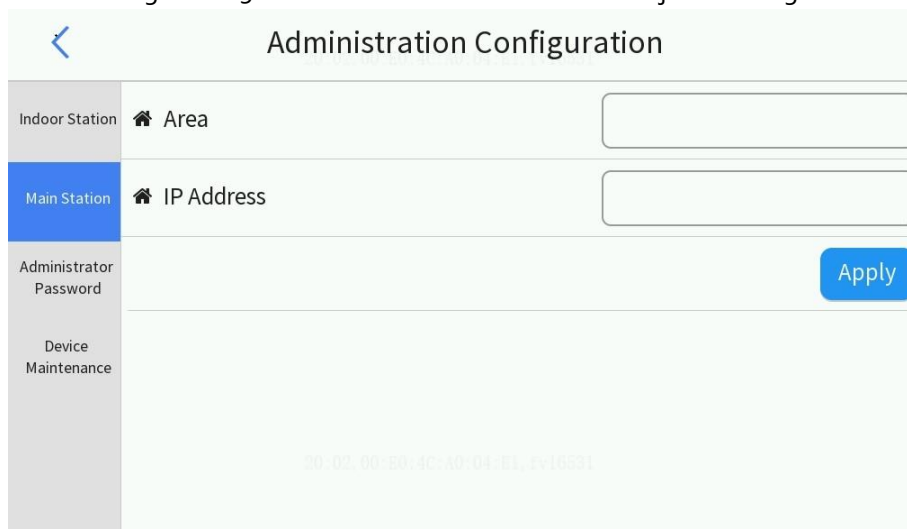 Administration Configuration
Indoor Station
Area
Main Station
IP Address
Administrator
Password
Apply
Device
Maintenance